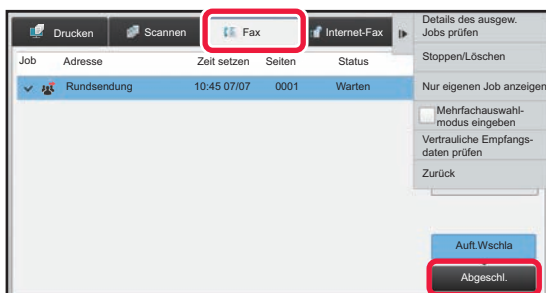 Drucken
Scannen
Fax
Internet-Fax
Job Adresse Zeit setzen Seiten Status
Rundsendung 10:45 07/07 0001 Warten
Details des ausgew.
Jobs prüfen
Stoppen/Löschen
Nur eigenen Job anzeigen
Mehrfachauswahl-
modus eingeben
Vertrauliche Empfangs-
daten prüfen
Zurück
Auft.Wschla
Abgeschl.